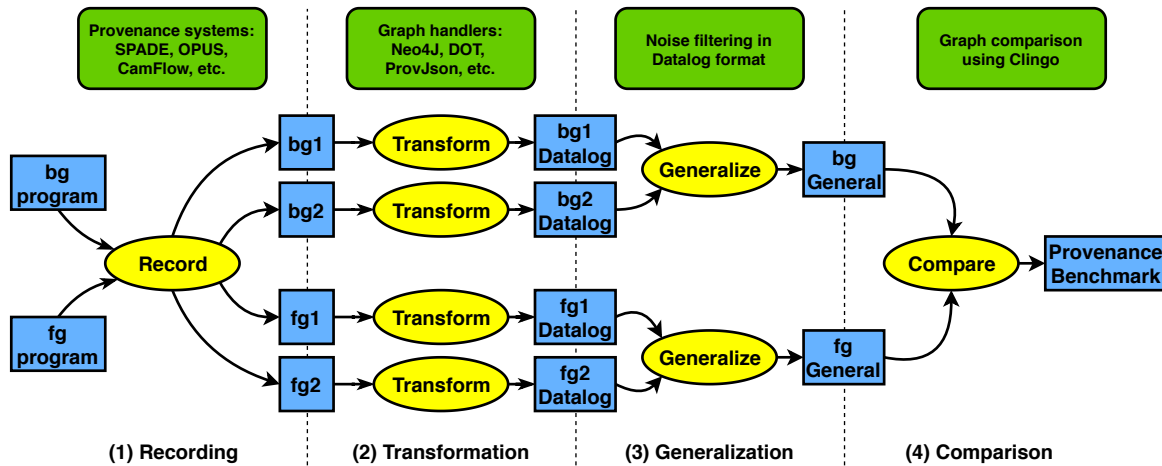 Provenance systems:
SPADE, OPUS,
CamFlow, etc.
Graph handlers:
Neo4J, DOT,
ProvJson, etc.
Noise filtering in
Datalog format
Graph comparison
using Clingo
bg
program
fg
program
Record
bg1
bg2
fg1
fg2
Transform
Transform
Transform
Transform
bg1
Datalog
bg2
Datalog
fg1
Datalog
fg2
Datalog
Generalize
Generalize
bg
General
fg
General
Compare
Provenance
Benchmark
(1) Recording
(2) Transformation
(3) Generalization
(4) Comparison